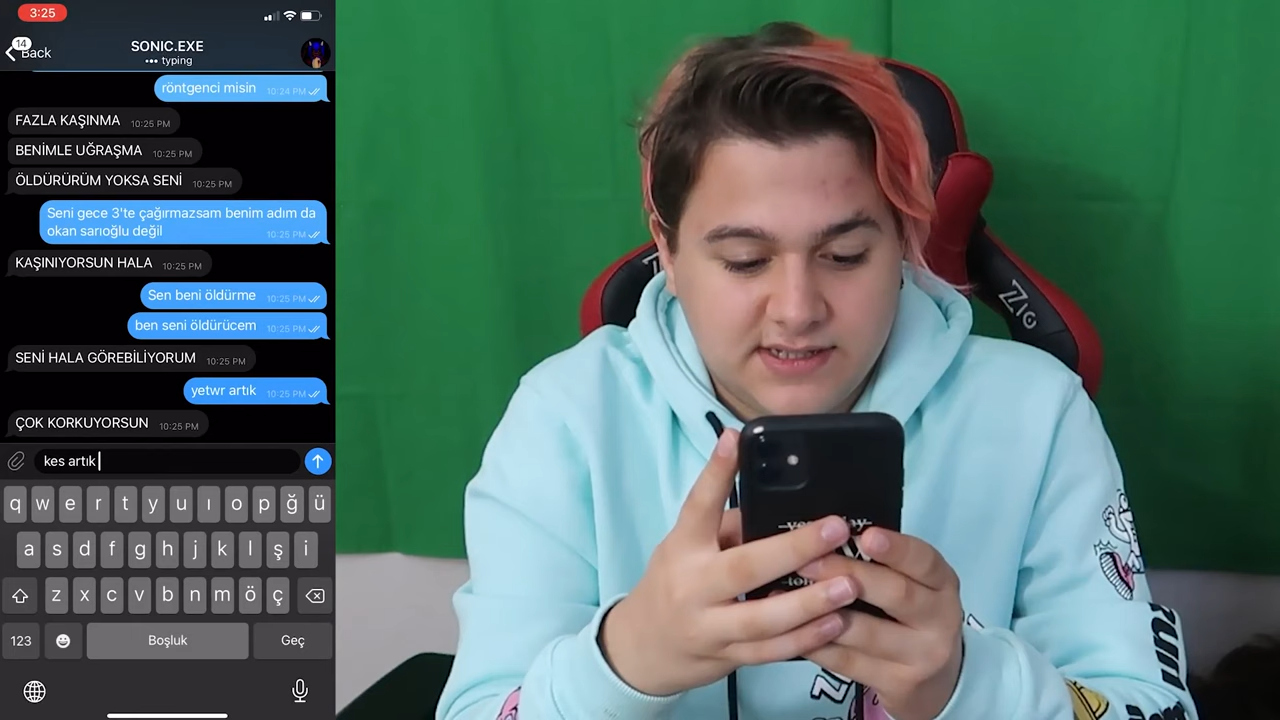 3:25
14
Back
SONIC.EXE
••• typing
röntgenci misin 10:24 PM
FAZLA KAŞINMA 10:25 PM
BENİMLE UĞRAŞMA 10:25 PM
ÖLDÜRÜRÜM YOKSA SENİ 10:25 PM
Seni gece 3'te çağırmazsam benim adım da
okan sarıoğlu değil 10:25 PM
KAŞINIYORSUN HALA 10:25 PM
Sen beni öldürme 10:25 PM
ben seni öldürücem 10:25 PM
SENİ HALA GÖREBİLİYORUM 10:25 PM
yetwr artık 10:25 PM
ÇOK KORKUYORSUN 10:25 PM
kes artık
q w e r t y u ı o p ğ ü
a s d f g h j k l ş i
z x c v b n m ö ç
123 Boşluk Geç
ZIG